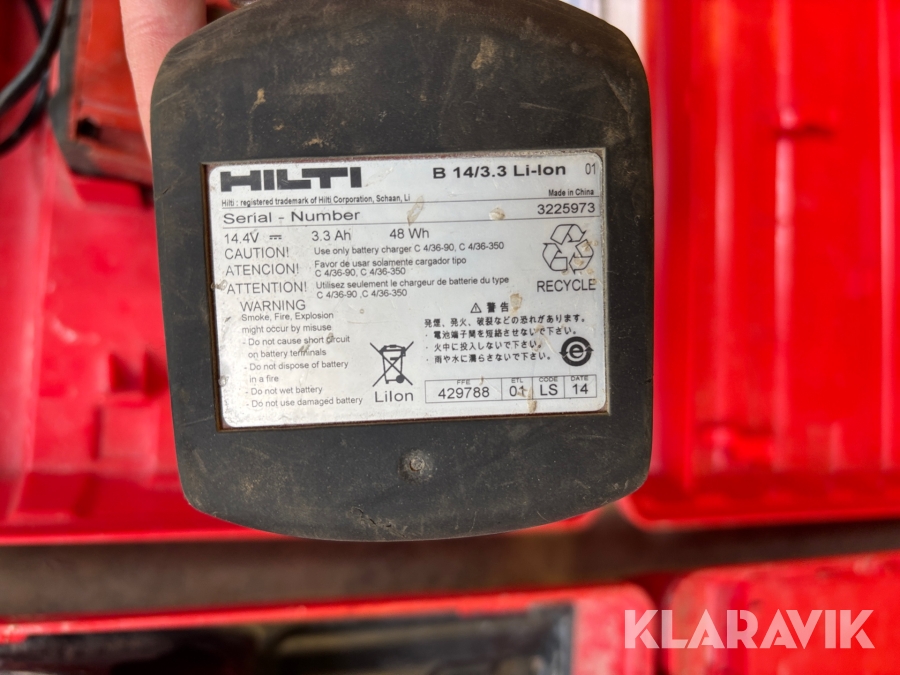 HILTI B 14/3.3 Li-Ion 01
Hilti : registered trademark of Hilti Corporation, Schaan, Li Made in China
Serial - Number 3225973
14.4V 3.3 Ah 48 Wh
CAUTION! Use only battery charger C 4/36-90, C 4/36-350
ATENCION! Favor de usar solamente cargador tipo
C 4/36-90, C 4/36-350
ATTENTION! Utilisez seulement le chargeur de batterie du type
C 4/36-90 ,C 4/36-350
RECYCLE
WARNING
Smoke, Fire, Explosion
might occur by misuse
- Do not cause short circuit
on battery terminals
- Do not dispose of battery
in a fire
- Do not wet battery
- Do not use damaged battery
LiIon
⚠ 警告
発煙、発火、破裂などの恐れがあります。
・電池端子間を短絡させないで下さい。
・火中に投入しないで下さい。
・雨や水に濡らさないで下さい。
PSE
FFE ETL CODE DATE
429788 01 LS 14
KLARAVIK